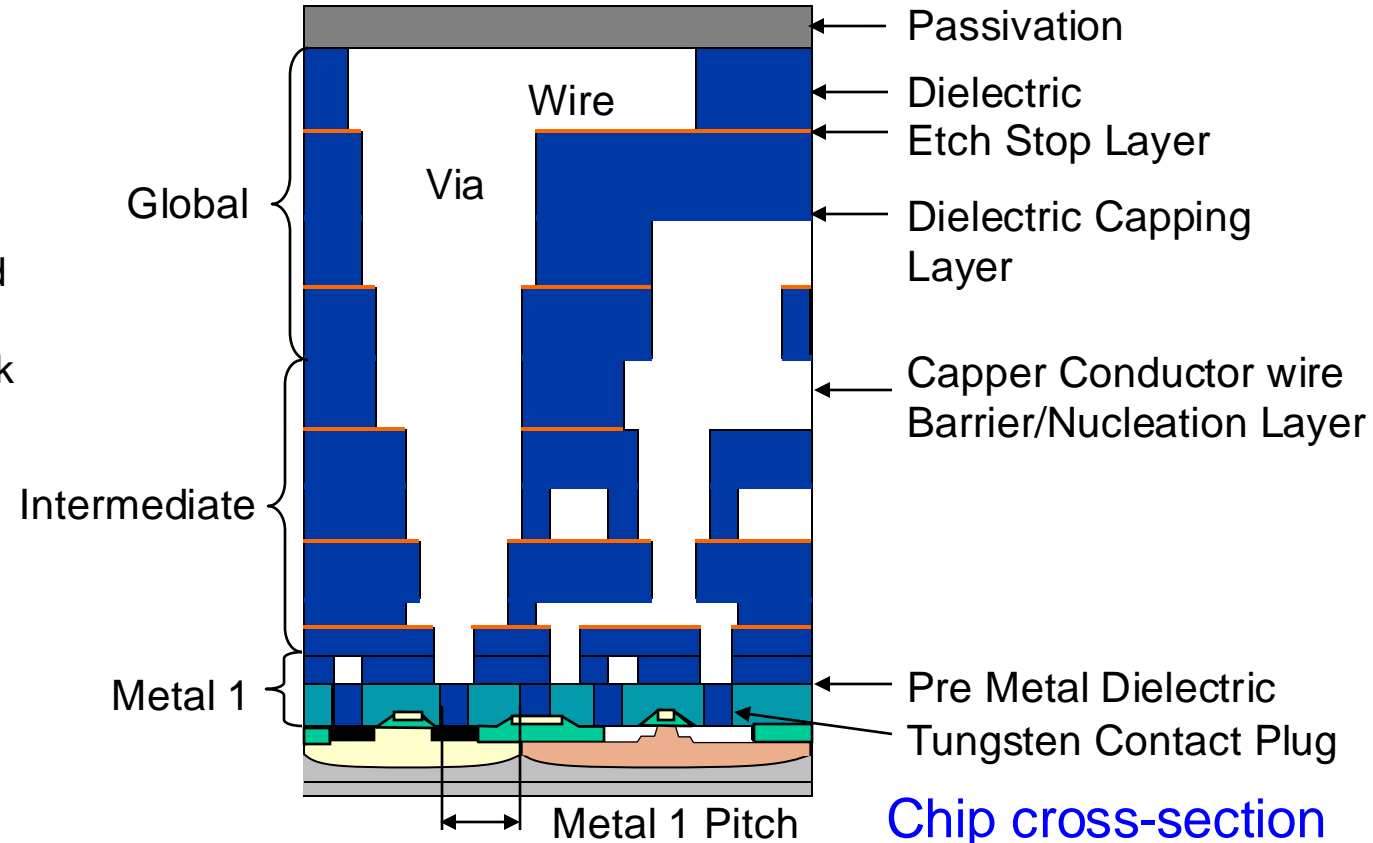 Passivation
Wire
Dielectric
Etch Stop Layer
Via
Global
Dielectric Capping
Layer
Capper Conductor wire
Barrier/Nucleation Layer
Intermediate
Metal 1
Pre Metal Dielectric
Tungsten Contact Plug
Metal 1 Pitch
Chip cross-section